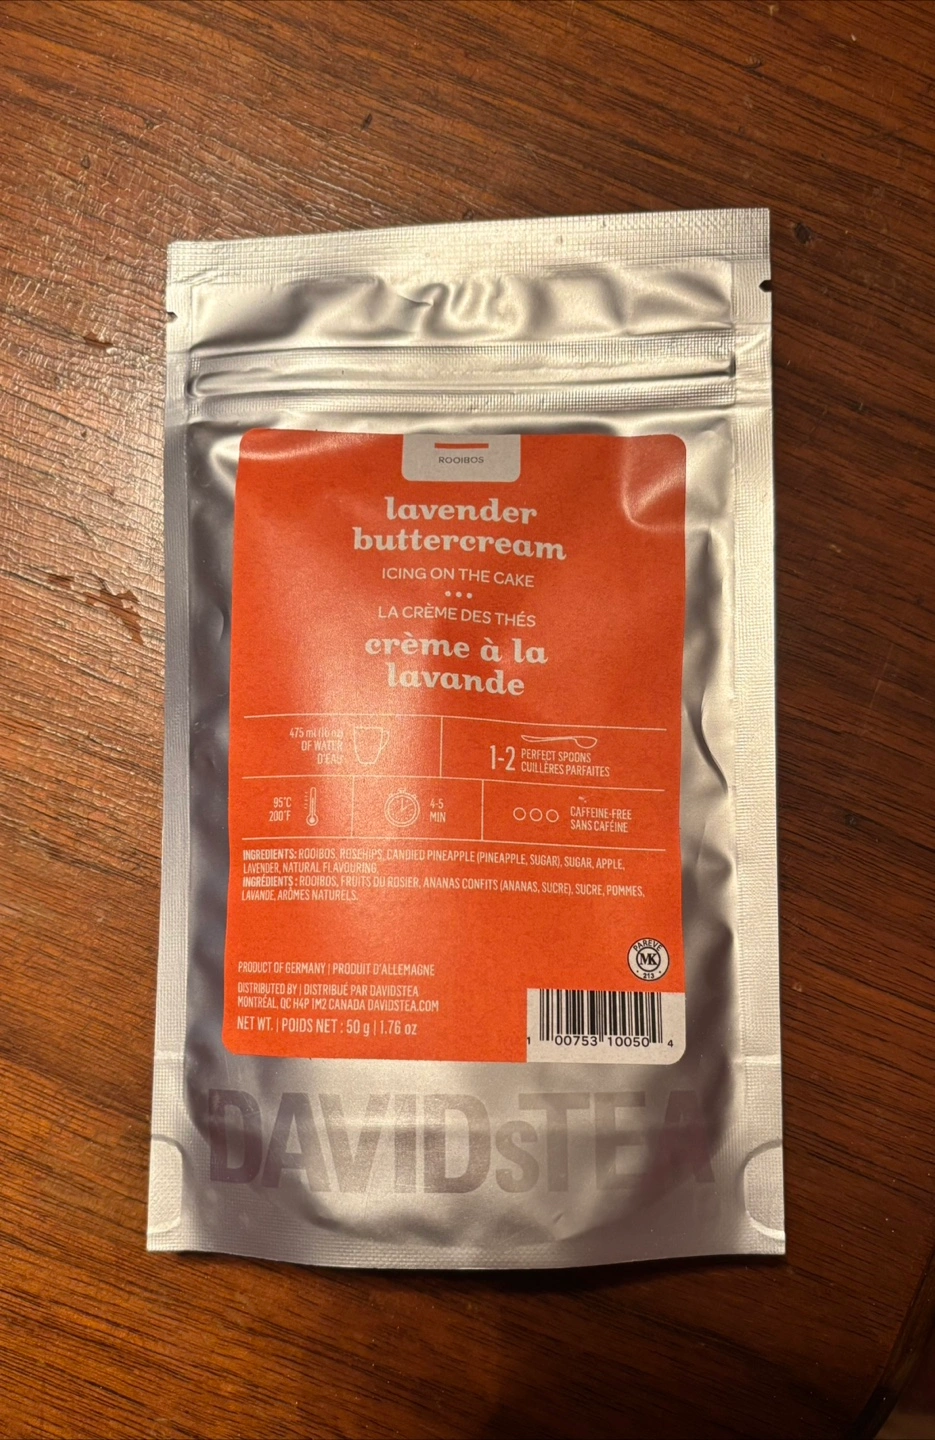 ROOIBOS
lavender
buttercream
ICING ON THE CAKE
•••
LA CRÈME DES THÉS
crème à la
lavande
475 ml (16 oz)
OF WATER
D'EAU
1-2 PERFECT SPOONS
CUILLÈRES PARFAITES
95°C
200°F
4-5
MIN
CAFFEINE-FREE
SANS CAFÉINE
INGREDIENTS: ROOIBOS, ROSEHIPS, CANDIED PINEAPPLE (PINEAPPLE, SUGAR), SUGAR, APPLE,
LAVENDER, NATURAL FLAVOURING.
INGRÉDIENTS : ROOIBOS, FRUITS DU ROSIER, ANANAS CONFITS (ANANAS, SUCRE), SUCRE, POMMES,
LAVANDE, ARÔMES NATURELS.
PAREVE
MK
• 213 •
PRODUCT OF GERMANY | PRODUIT D'ALLEMAGNE
DISTRIBUTED BY | DISTRIBUÉ PAR DAVIDSTEA
MONTRÉAL, QC H4P 1M2 CANADA DAVIDSTEA.COM
NET WT. | POIDS NET : 50 g | 1.76 oz
1 00753 10050 4
DAVIDsTEA